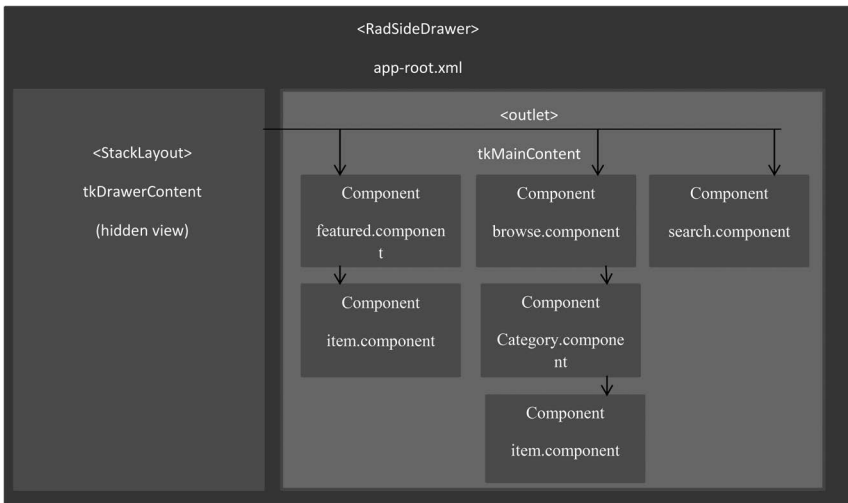 <RadSideDrawer>
app-root.xml
<StackLayout>
tkDrawerContent
(hidden view)
<outlet>
tkMainContent
Component
featured.componen
t
Component
browse.component
Component
search.component
Component
item.component
Component
Category.compone
nt
Component
item.component